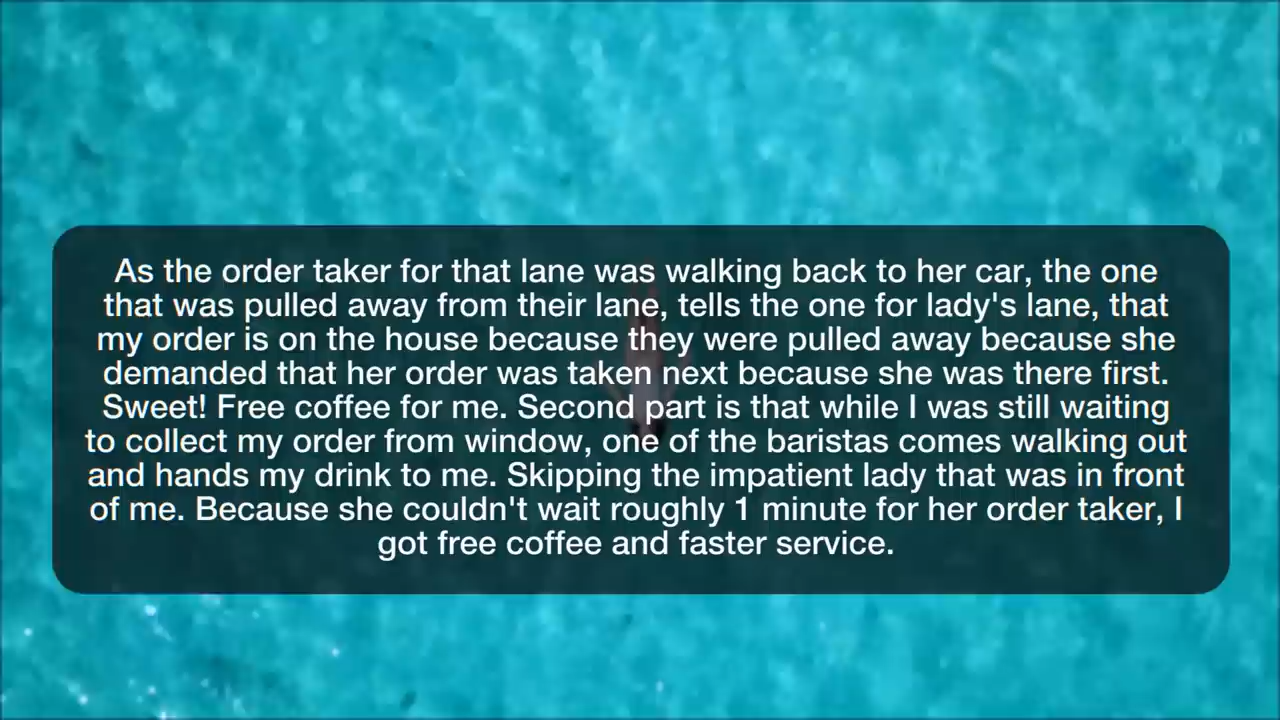 As the order taker for that lane was walking back to her car, the one
that was pulled away from their lane, tells the one for lady's lane, that
my order is on the house because they were pulled away because she
demanded that her order was taken next because she was there first.
Sweet! Free coffee for me. Second part is that while I was still waiting
to collect my order from window, one of the baristas comes walking out
and hands my drink to me. Skipping the impatient lady that was in front
of me. Because she couldn't wait roughly 1 minute for her order taker, I
got free coffee and faster service.